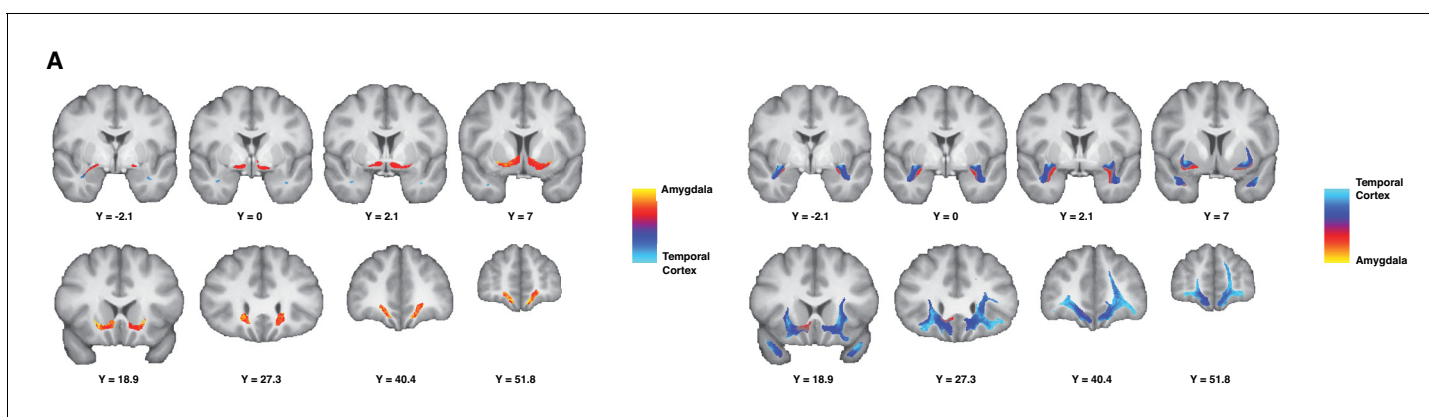 A
Y = -2.1
Y = 0
Y = 2.1
Y = 7
Amygdala
Temporal
Cortex
Y = 18.9
Y = 27.3
Y = 40.4
Y = 51.8
Y = -2.1
Y = 0
Y = 2.1
Y = 7
Temporal
Cortex
Amygdala
Y = 18.9
Y = 27.3
Y = 40.4
Y = 51.8